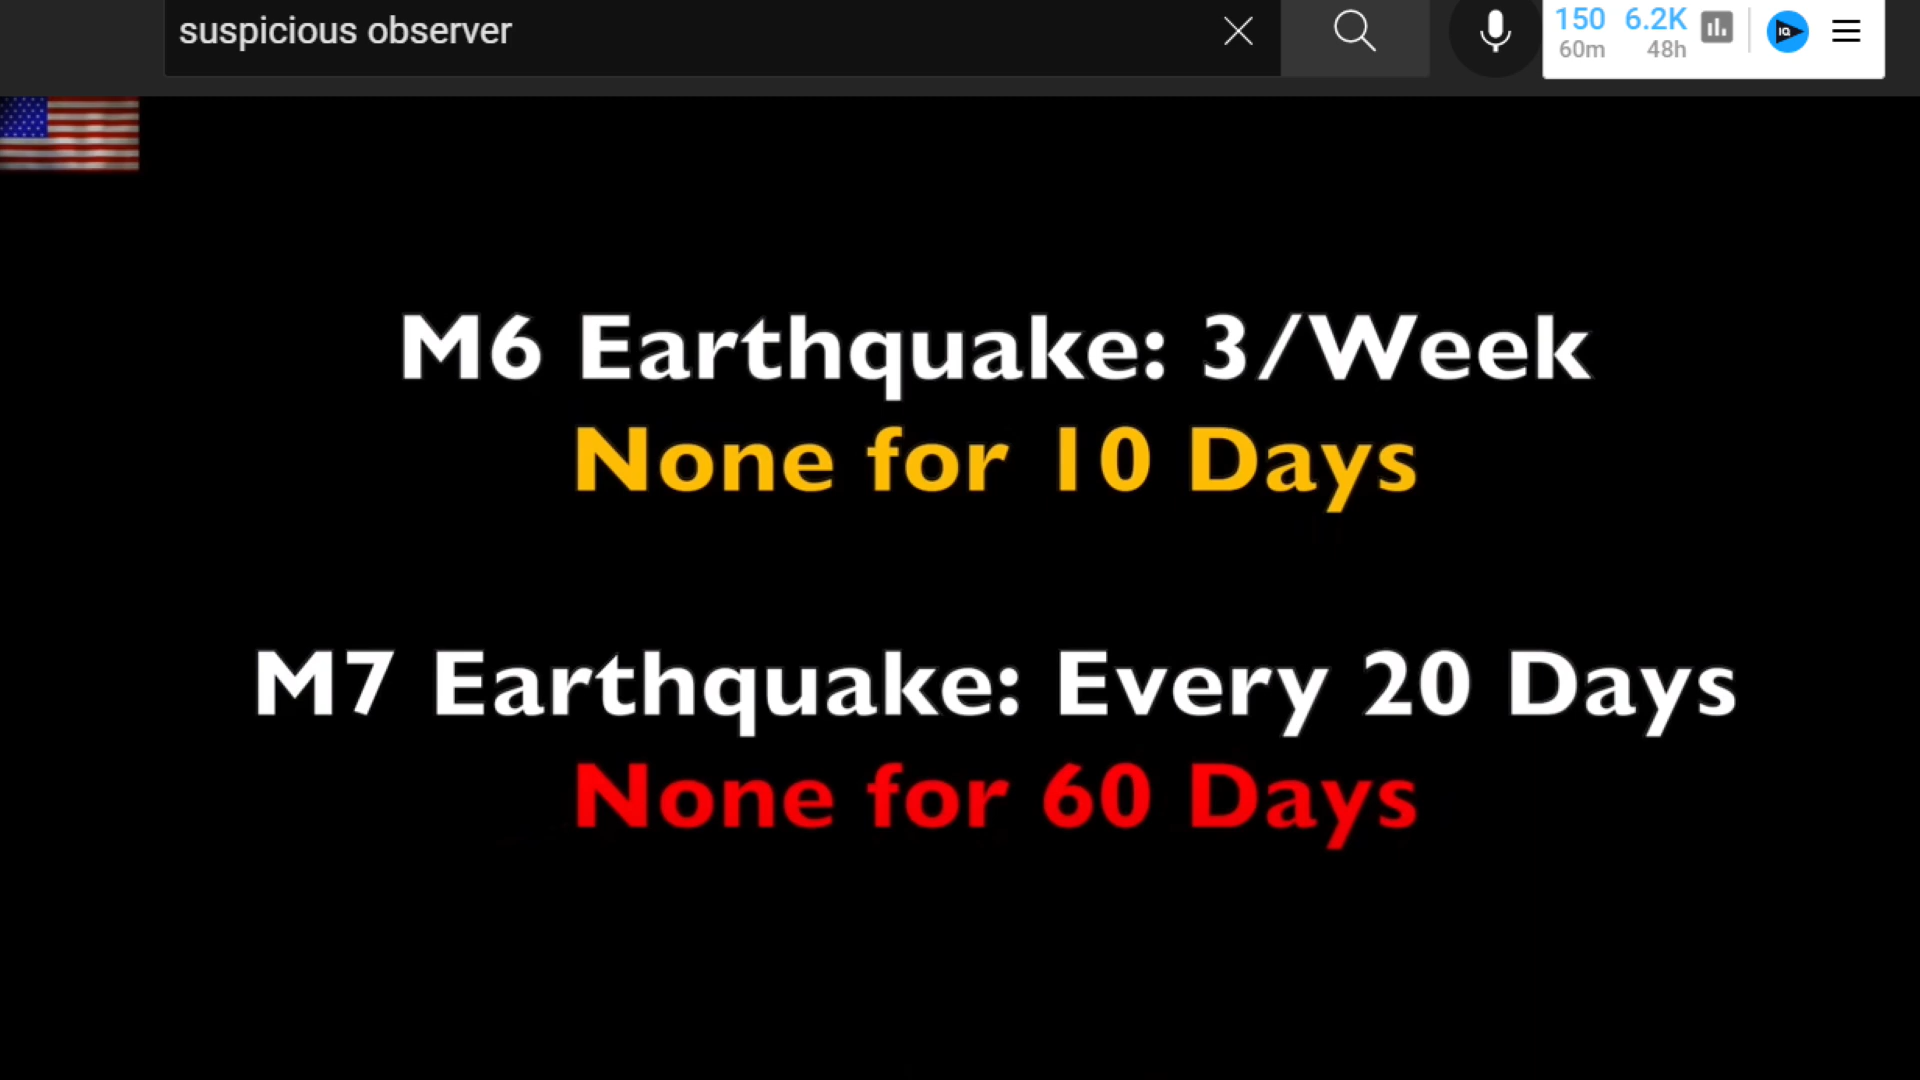 suspicious observer
150 6.2K
60m 48h
IQ
M6 Earthquake: 3/Week
None for 10 Days
M7 Earthquake: Every 20 Days
None for 60 Days